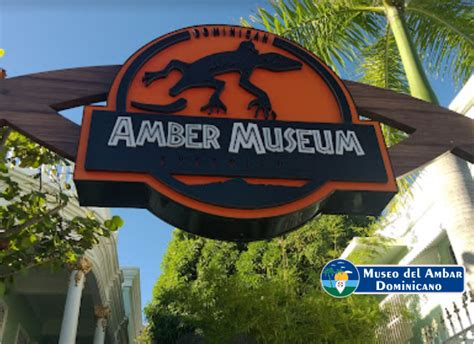 DOMINICAN
AMBER MUSEUM
Museo del Ambar
Dominicano